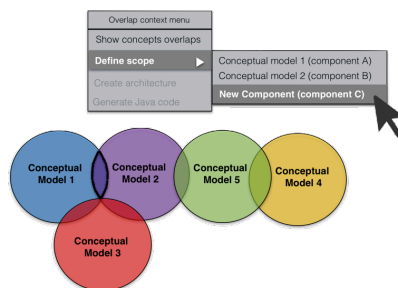 Overlap context menu
Show concepts overlaps
Define scope
Create architecture
Generate Java code
Conceptual model 1 (component A)
Conceptual model 2 (component B)
New Component (component C)
Conceptual
Model 1
Conceptual
Model 2
Conceptual
Model 5
Conceptual
Model 4
Conceptual
Model 3